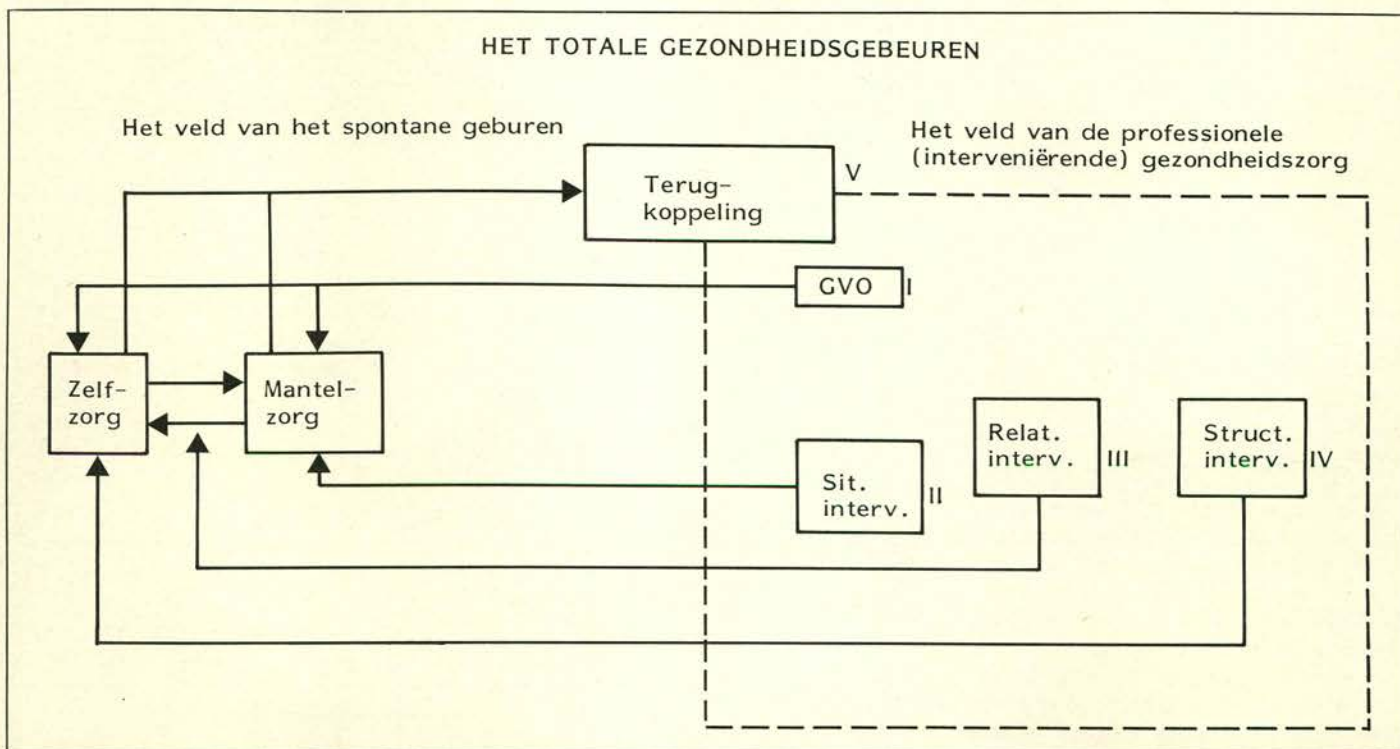 HET TOTALE GEZONDHEIDSGEBEUREN
Het veld van het spontane geburen
Het veld van de professionele
(interveniërende) gezondheidszorg
Terug-
koppeling
V
GVO
I
Zelf-
zorg
Mantel-
zorg
Sit.
interv.
II
Relat.
interv.
III
Struct.
interv.
IV